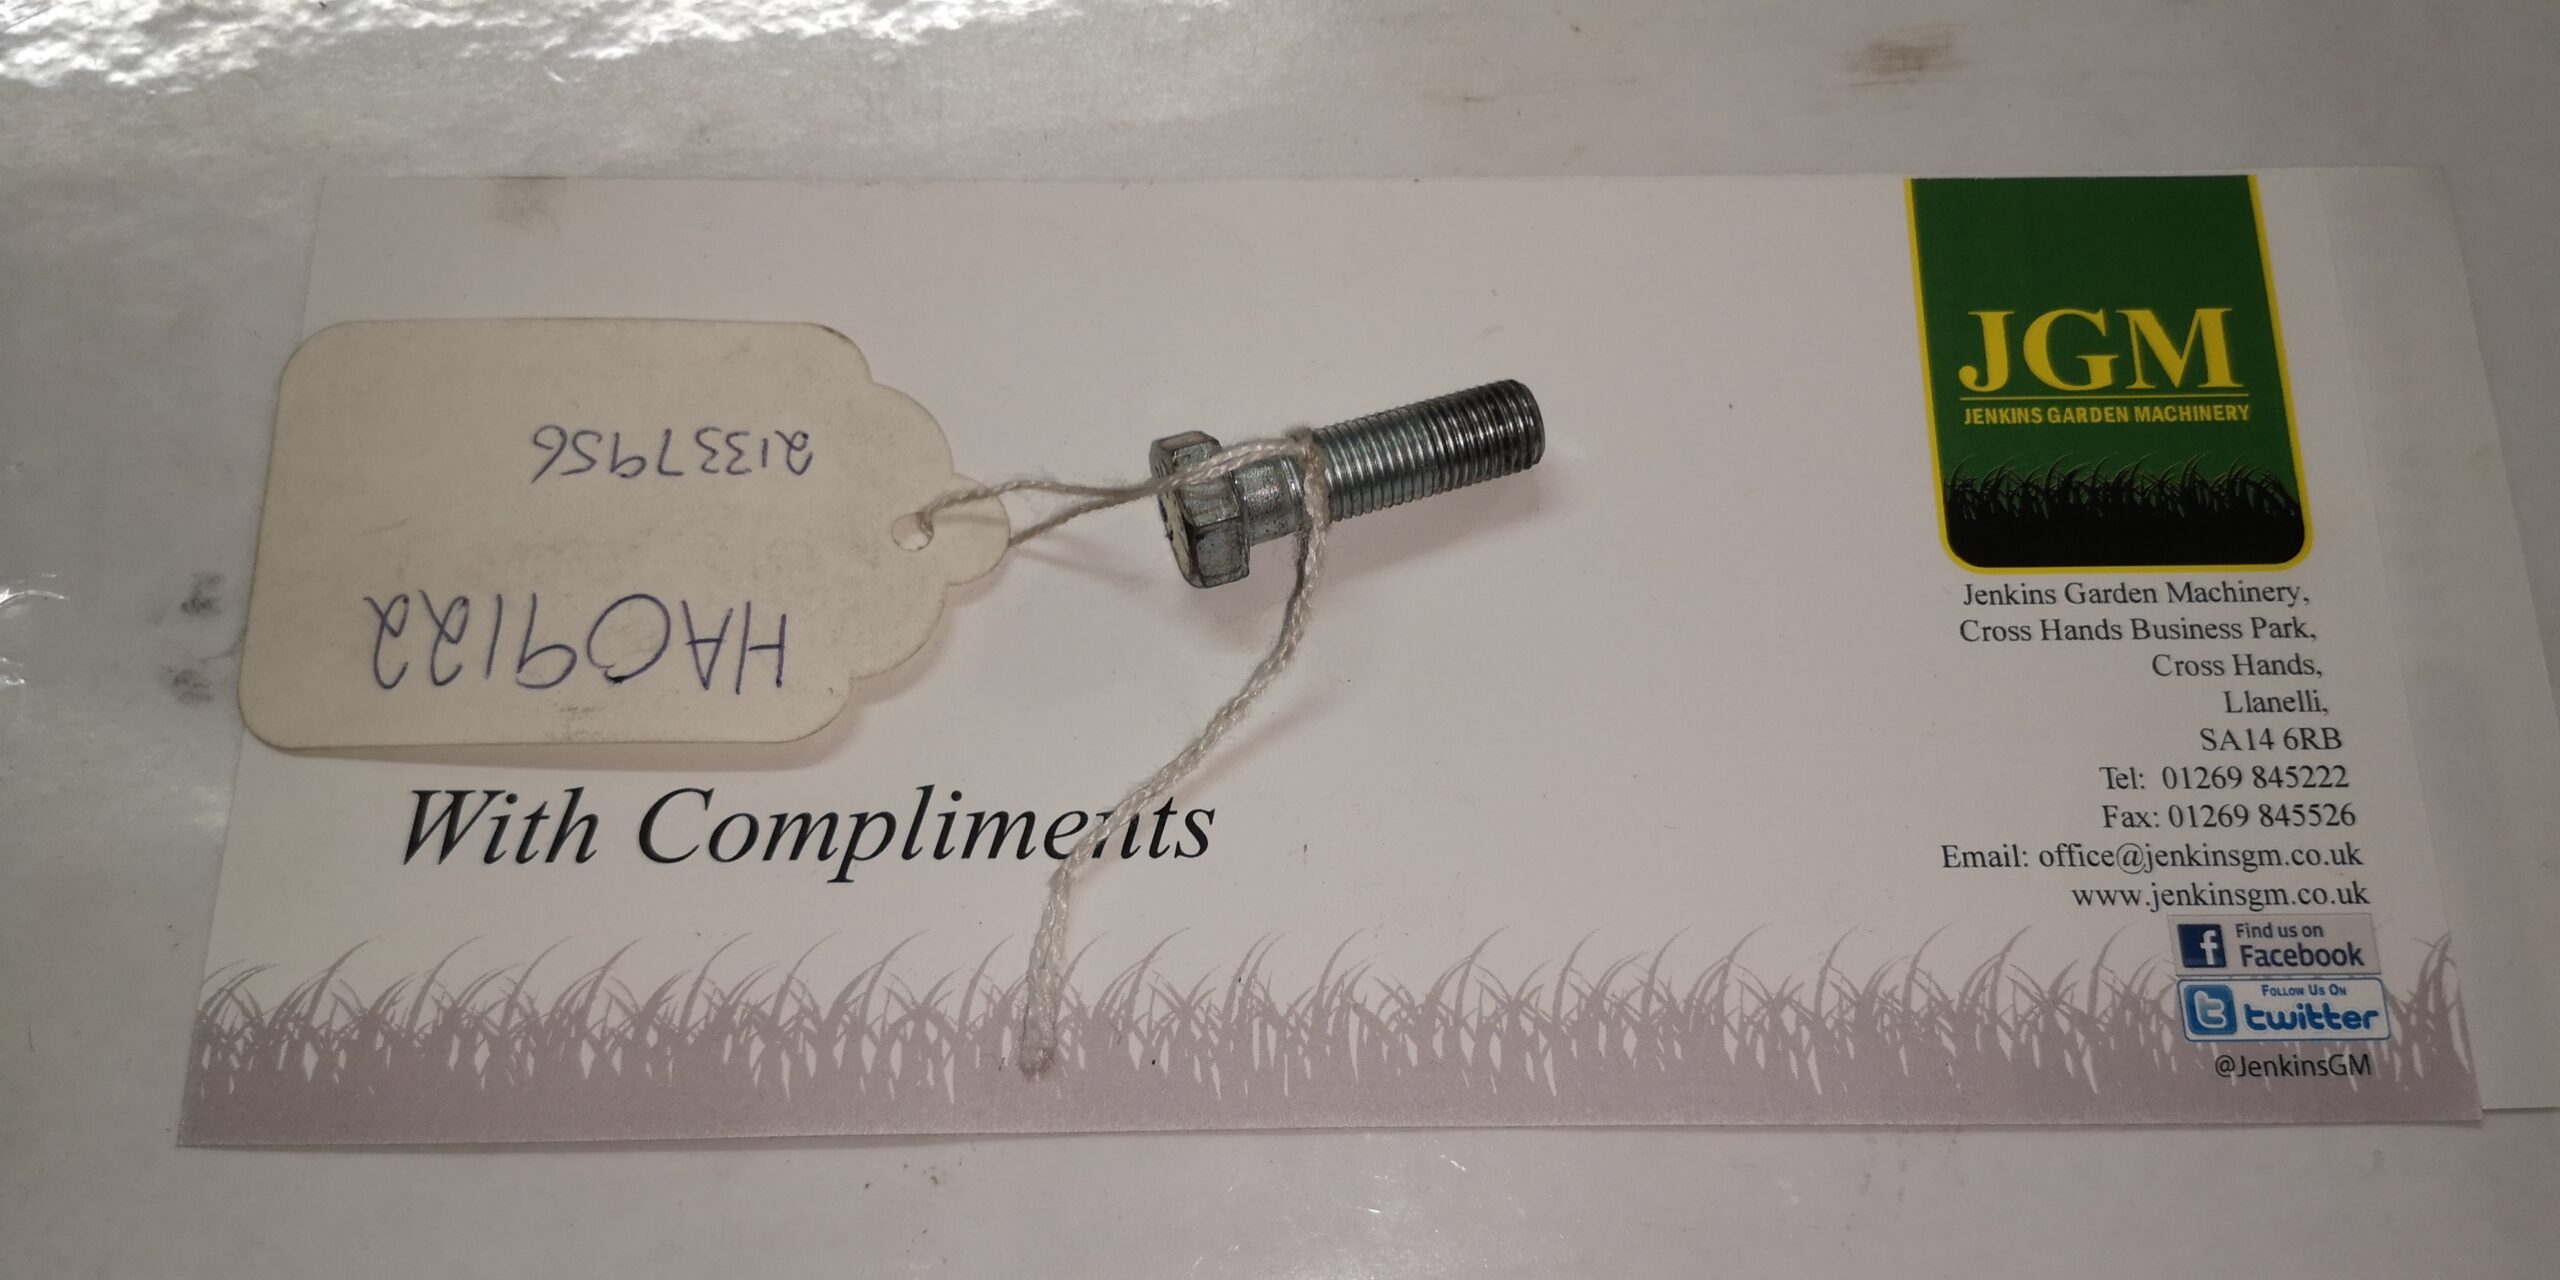 HA09122
21337956
With Compliments
JGM
JENKINS GARDEN MACHINERY
Jenkins Garden Machinery,
Cross Hands Business Park,
Cross Hands,
Llanelli,
SA14 6RB
Tel: 01269 845222
Fax: 01269 845526
Email: office@jenkinsgm.co.uk
www.jenkinsgm.co.uk
f Find us on
Facebook
t Follow Us On
twitter
@JenkinsGM